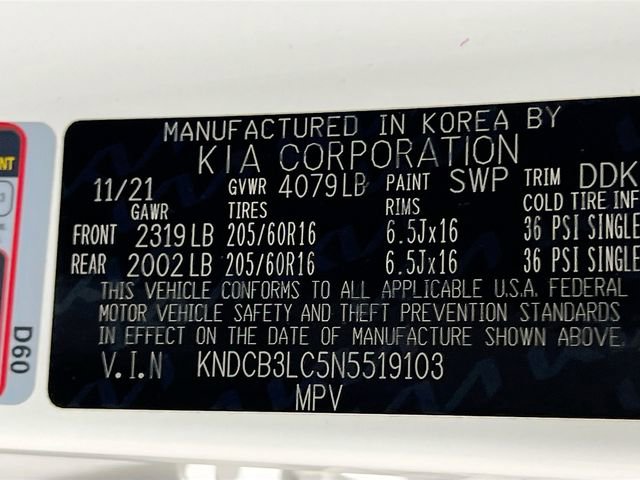 MANUFACTURED IN KOREA BY
KIA CORPORATION
11/21 GVWR 4079LB PAINT SWP TRIM DDK
GAWR TIRES RIMS COLD TIRE INF
FRONT 2319LB 205/60R16 6.5Jx16 36 PSI SINGLE
REAR 2002LB 205/60R16 6.5Jx16 36 PSI SINGLE
THIS VEHICLE CONFORMS TO ALL APPLICABLE U.S.A. FEDERAL
MOTOR VEHICLE SAFETY AND THEFT PREVENTION STANDARDS
IN EFFECT ON THE DATE OF MANUFACTURE SHOWN ABOVE.
V.I.N KNDCB3LC5N5519103
MPV
D60